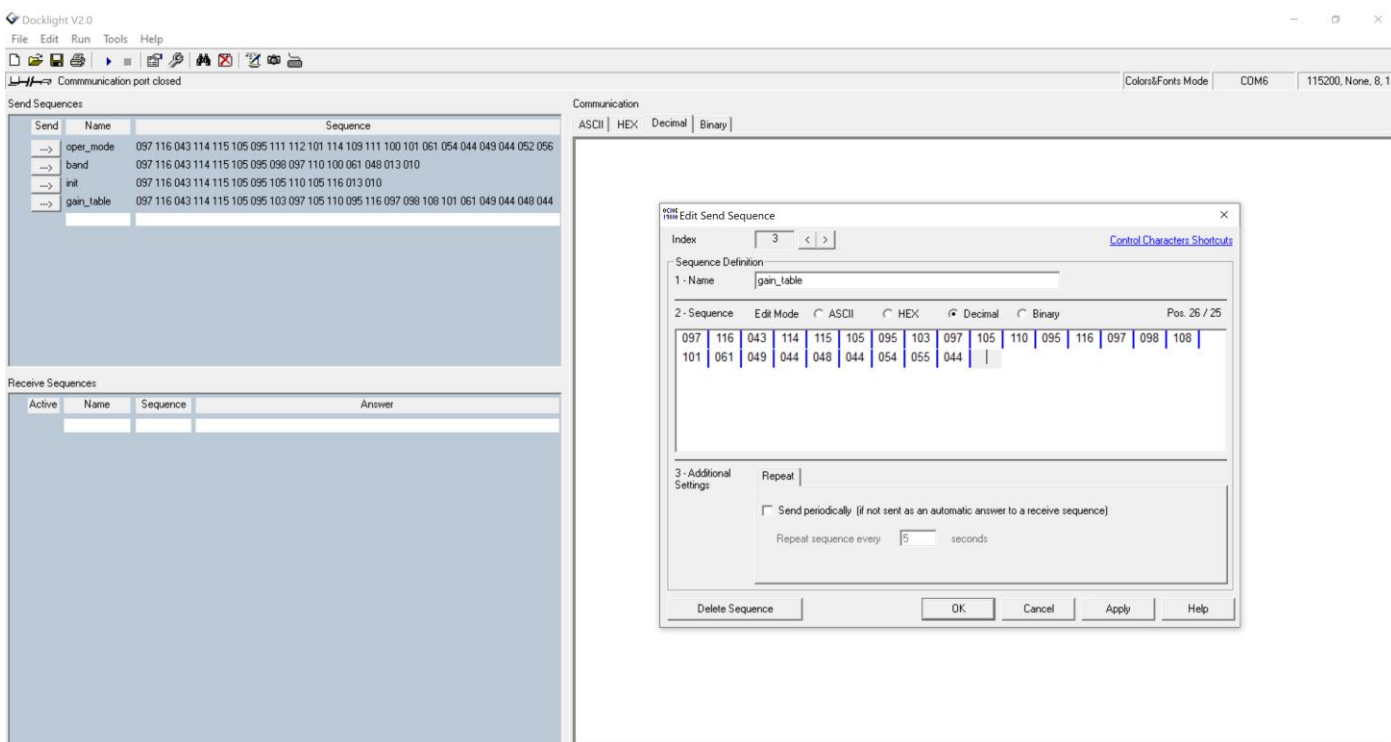 Docklight V2.0
File Edit Run Tools Help
Commmunication port closed
Colors&Fonts Mode COM6 115200, None, 8, 1
Send Sequences
Send Name Sequence
---> oper_mode 097 116 043 114 115 105 095 111 112 101 114 109 111 100 101 061 054 044 049 044 052 056
---> band 097 116 043 114 115 105 095 098 097 110 100 061 048 013 010
---> init 097 116 043 114 115 105 095 105 110 105 116 013 010
---> gain_table 097 116 043 114 115 105 095 103 097 105 110 095 116 097 098 108 101 061 049 044 048 044
Receive Sequences
Active Name Sequence Answer
Communication
ASCII HEX Decimal Binary
Edit Send Sequence
Index 3 < > Control Characters Shortcuts
Sequence Definition
1 - Name gain_table
2 - Sequence Edit Mode ASCII HEX Decimal Binary Pos. 26 / 25
097 116 043 114 115 105 095 103 097 105 110 095 116 097 098 108
101 061 049 044 048 044 054 055 044
3 - Additional
Settings
Repeat
Send periodically (if not sent as an automatic answer to a receive sequence)
Repeat sequence every 5 seconds
Delete Sequence OK Cancel Apply Help